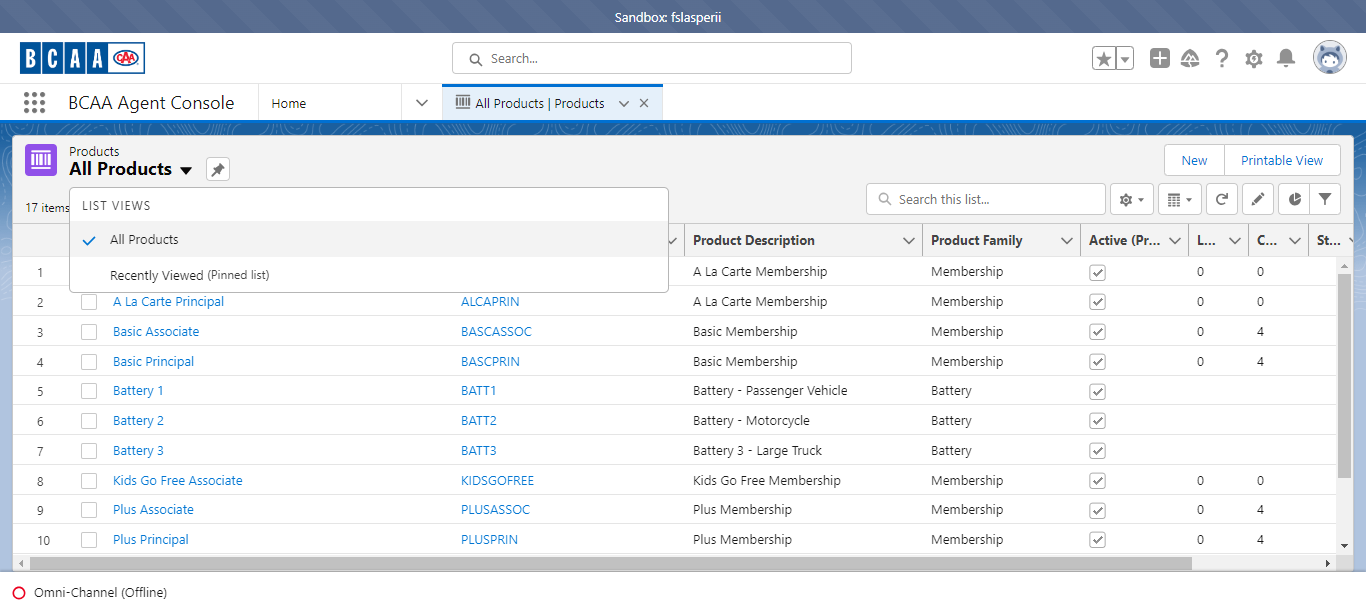 Sandbox: fslasperii
BCAA CAA
Search...
BCAA Agent Console
Home
All Products | Products
Products
All Products
New
Printable View
17 items
Search this list...
LIST VIEWS
All Products
Recently Viewed (Pinned list)
Product Description
Product Family
Active (Pr...
L...
C...
St...
1 A La Carte Membership Membership 0 0
2 A La Carte Principal ALCAPRIN A La Carte Membership Membership 0 0
3 Basic Associate BASCASSOC Basic Membership Membership 0 4
4 Basic Principal BASCPRIN Basic Membership Membership 0 4
5 Battery 1 BATT1 Battery - Passenger Vehicle Battery
6 Battery 2 BATT2 Battery - Motorcycle Battery
7 Battery 3 BATT3 Battery 3 - Large Truck Battery
8 Kids Go Free Associate KIDSGOFREE Kids Go Free Membership Membership 0 0
9 Plus Associate PLUSASSOC Plus Membership Membership 0 4
10 Plus Principal PLUSPRIN Plus Membership Membership 0 4
Omni-Channel (Offline)